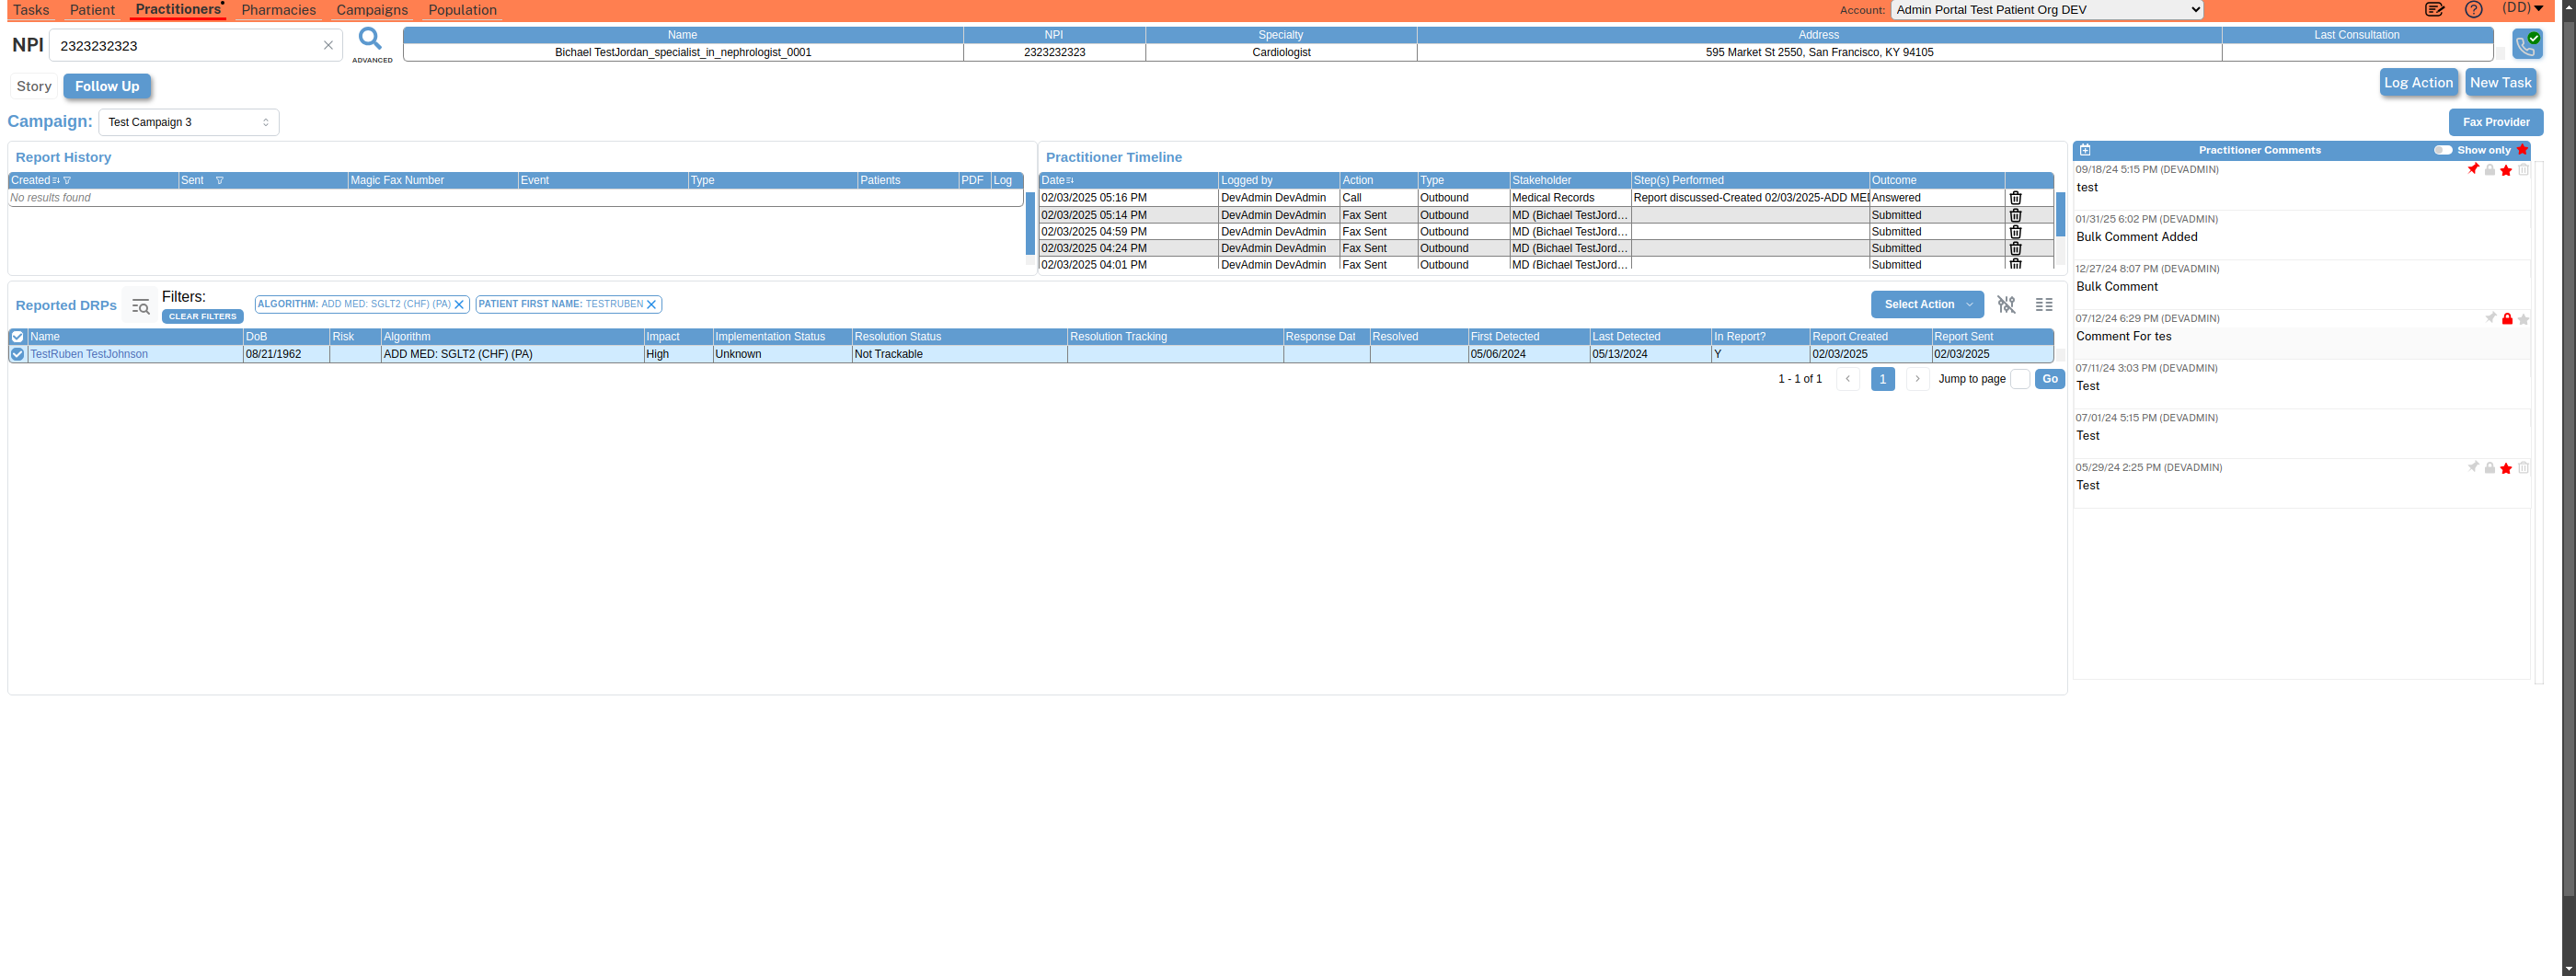 Tasks Patient Practitioners Pharmacies Campaigns Population Account: Admin Portal Test Patient Org DEV (DD)
NPI 2323232323 ADVANCED
Name NPI Specialty Address Last Consultation
Bichael TestJordan_specialist_in_nephrologist_0001 2323232323 Cardiologist 595 Market St 2550, San Francisco, KY 94105
Story Follow Up Log Action New Task
Campaign: Test Campaign 3 Fax Provider
Report History
Created Sent Magic Fax Number Event Type Patients PDF Log
No results found
Practitioner Timeline
Date Logged by Action Type Stakeholder Step(s) Performed Outcome
02/03/2025 05:16 PM DevAdmin DevAdmin Call Outbound Medical Records Report discussed-Created 02/03/2025-ADD MEI Answered
02/03/2025 05:14 PM DevAdmin DevAdmin Fax Sent Outbound MD (Bichael TestJord... Submitted
02/03/2025 04:59 PM DevAdmin DevAdmin Fax Sent Outbound MD (Bichael TestJord... Submitted
02/03/2025 04:24 PM DevAdmin DevAdmin Fax Sent Outbound MD (Bichael TestJord... Submitted
02/03/2025 04:01 PM DevAdmin DevAdmin Fax Sent Outbound MD (Bichael TestJord... Submitted
Reported DRPs Filters: CLEAR FILTERS ALGORITHM: ADD MED: SGLT2 (CHF) (PA) PATIENT FIRST NAME: TESTRUBEN Select Action
Name DoB Risk Algorithm Impact Implementation Status Resolution Status Resolution Tracking Response Dat Resolved First Detected Last Detected In Report? Report Created Report Sent
TestRuben TestJohnson 08/21/1962 ADD MED: SGLT2 (CHF) (PA) High Unknown Not Trackable 05/06/2024 05/13/2024 Y 02/03/2025 02/03/2025
1 - 1 of 1 1 Jump to page Go
Practitioner Comments Show only
09/18/24 5:15 PM (DEVADMIN)
test
01/31/25 6:02 PM (DEVADMIN)
Bulk Comment Added
12/27/24 8:07 PM (DEVADMIN)
Bulk Comment
07/12/24 6:29 PM (DEVADMIN)
Comment For tes
07/11/24 3:03 PM (DEVADMIN)
Test
07/01/24 5:15 PM (DEVADMIN)
Test
05/29/24 2:25 PM (DEVADMIN)
Test